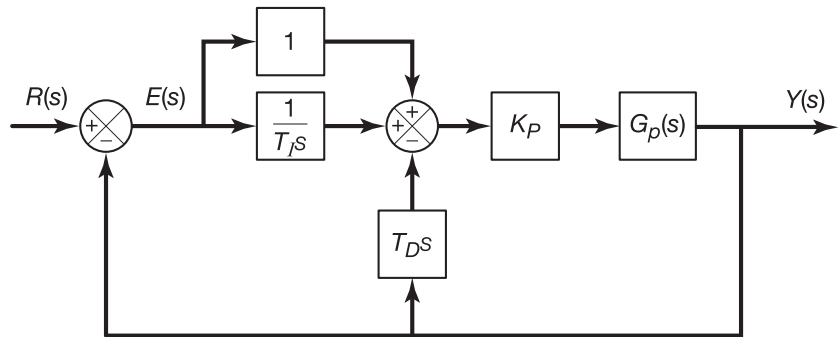 1
R(s)
E(s)
Y(s)
+
+
+
−
−
1
T_I s
K_P
G_p(s)
T_D s